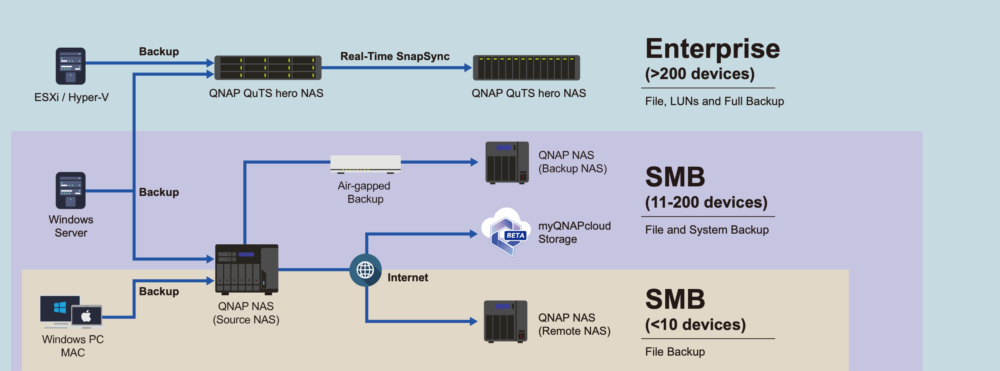 Backup
ESXi / Hyper-V
QNAP QuTS hero NAS
Real-Time SnapSync
QNAP QuTS hero NAS
Enterprise
(>200 devices)
File, LUNs and Full Backup
Windows
Server
Backup
Air-gapped
Backup
QNAP NAS
(Backup NAS)
BETA
myQNAPcloud
Storage
SMB
(11-200 devices)
File and System Backup
Windows PC
MAC
Backup
QNAP NAS
(Source NAS)
Internet
QNAP NAS
(Remote NAS)
SMB
(<10 devices)
File Backup